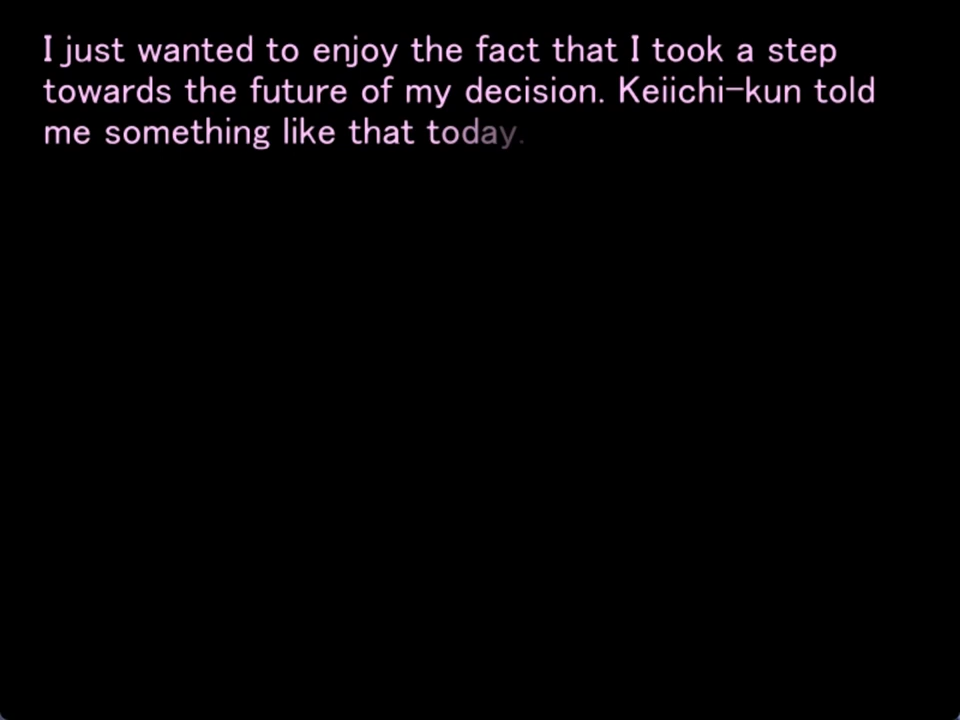 I just wanted to enjoy the fact that I took a step
towards the future of my decision. Keiichi-kun told
me something like that today.